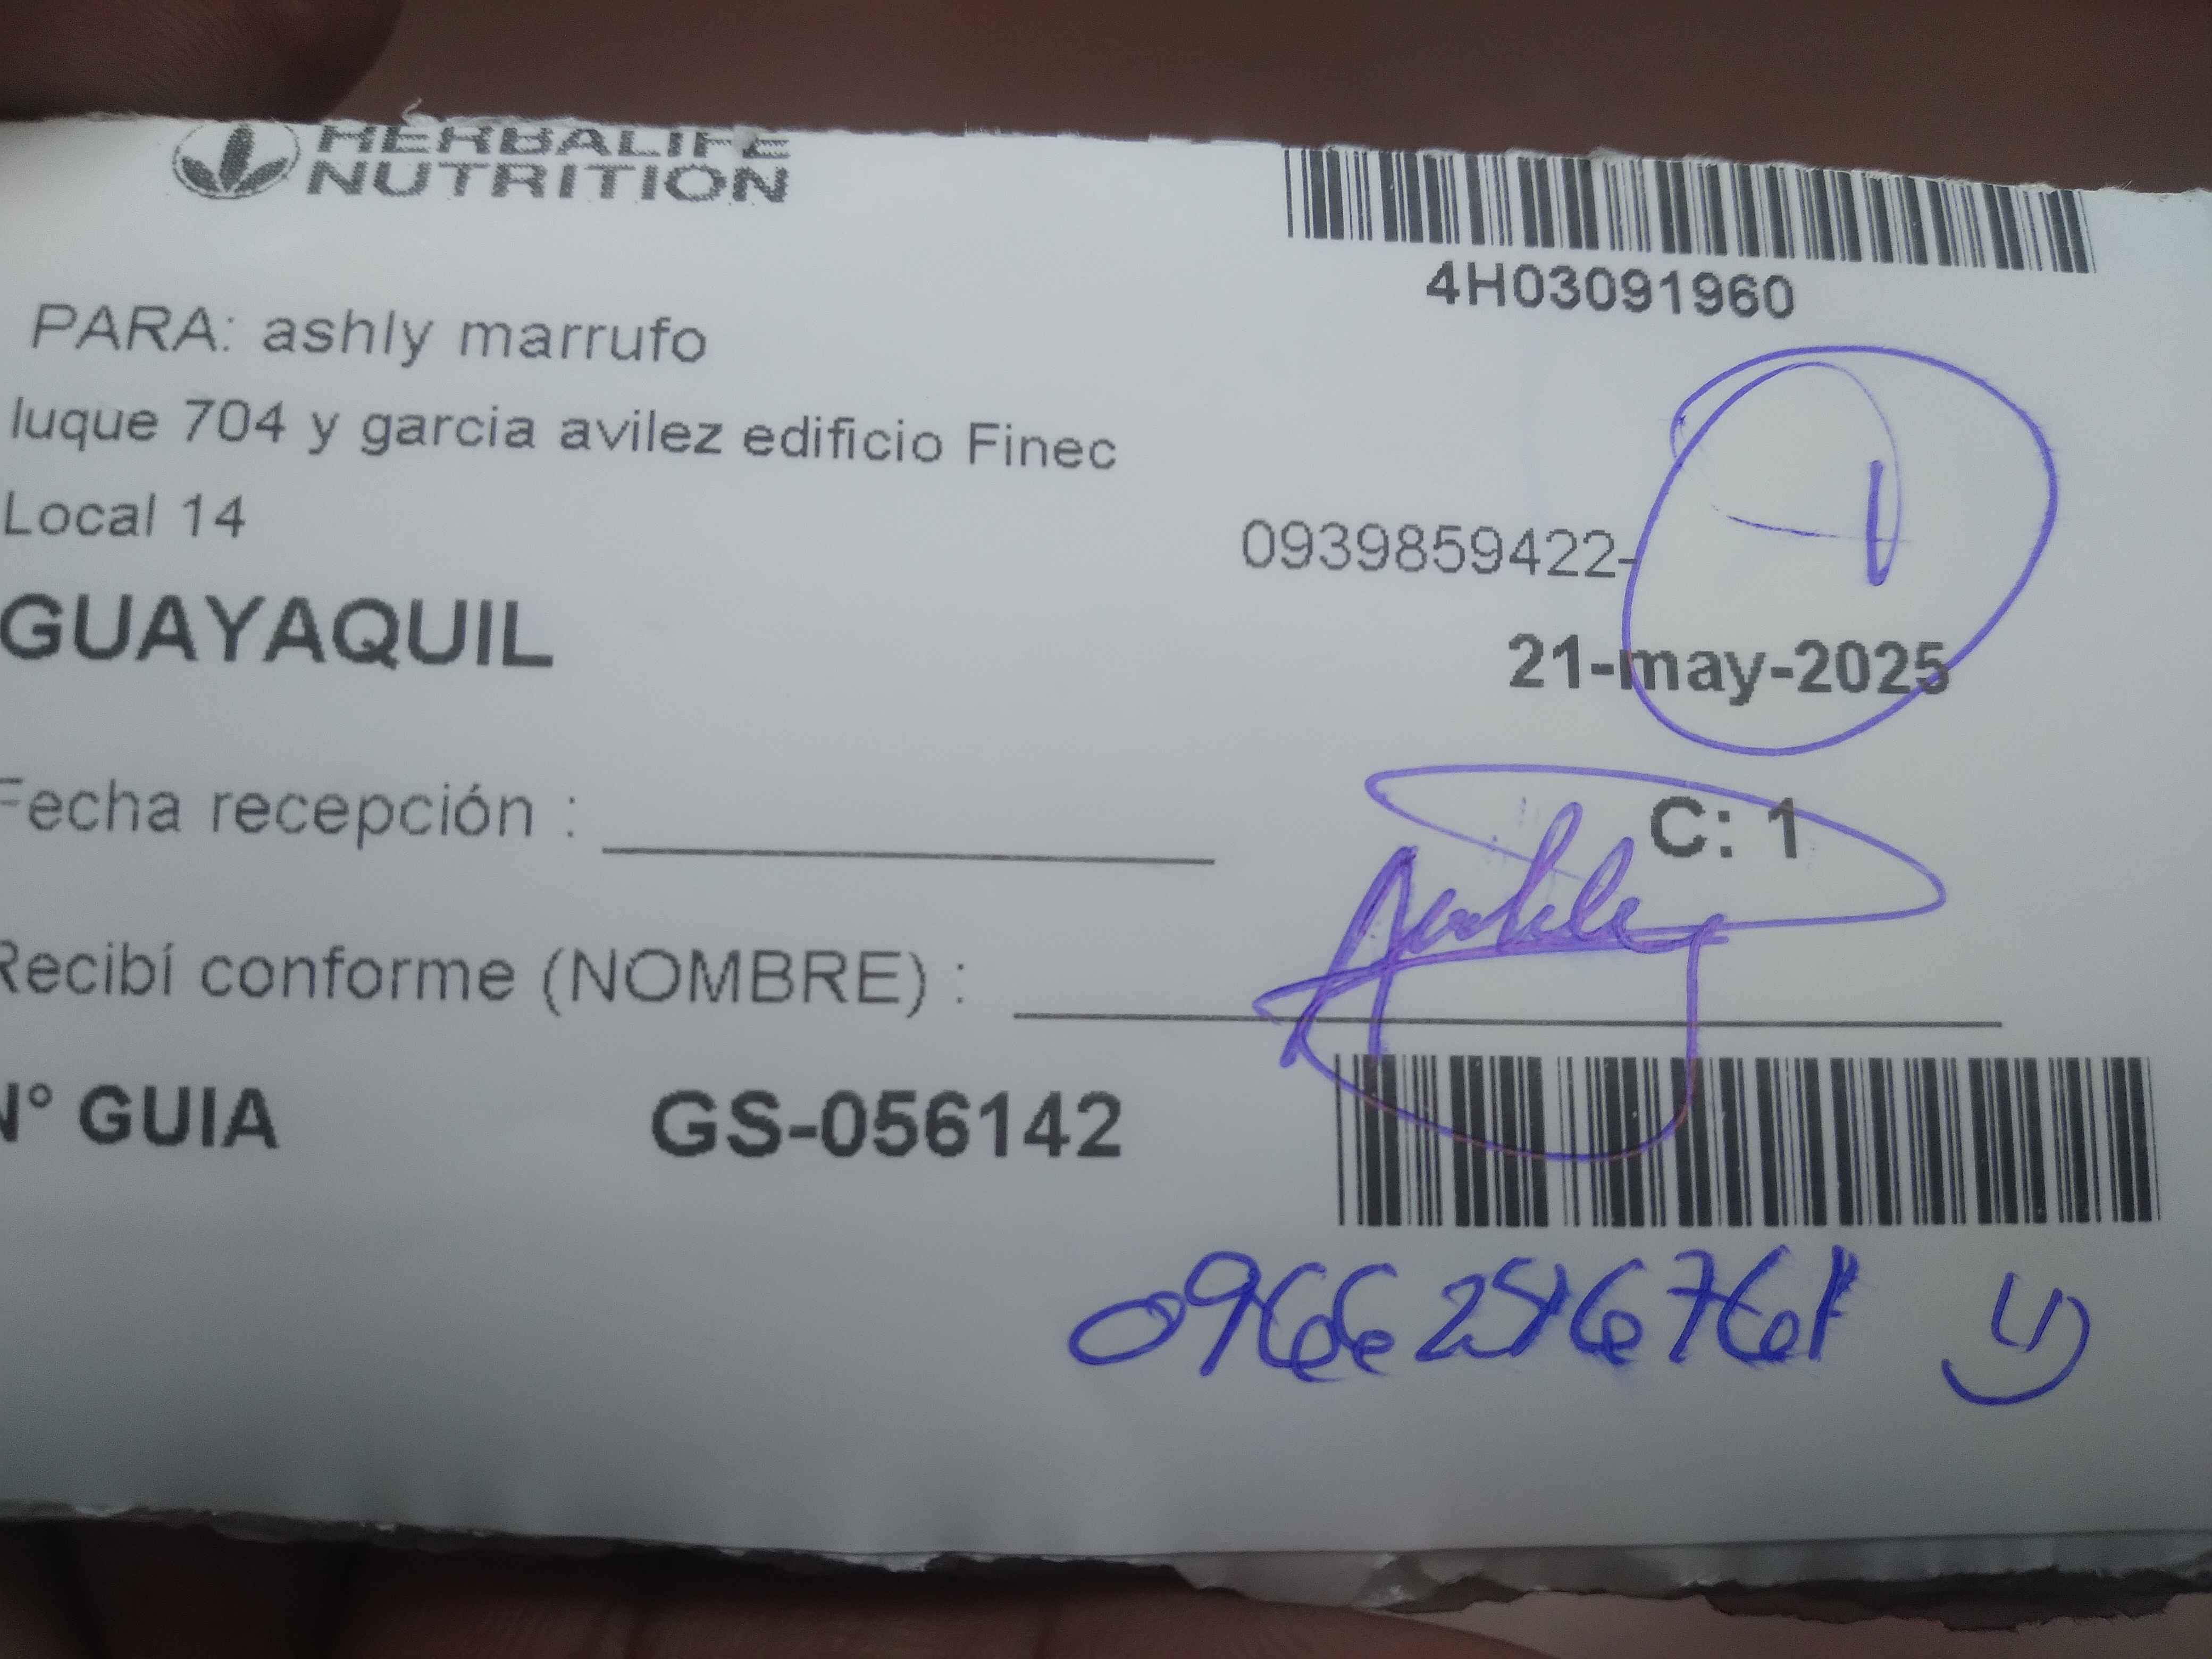 HERBALIFE
NUTRITION
4H03091960
PARA: ashly marrufo
luque 704 y garcia avilez edificio Finec
Local 14
0939859422-
GUAYAQUIL
21-may-2025
Fecha recepción :
C: 1
Recibí conforme (NOMBRE) :
N° GUIA GS-056142